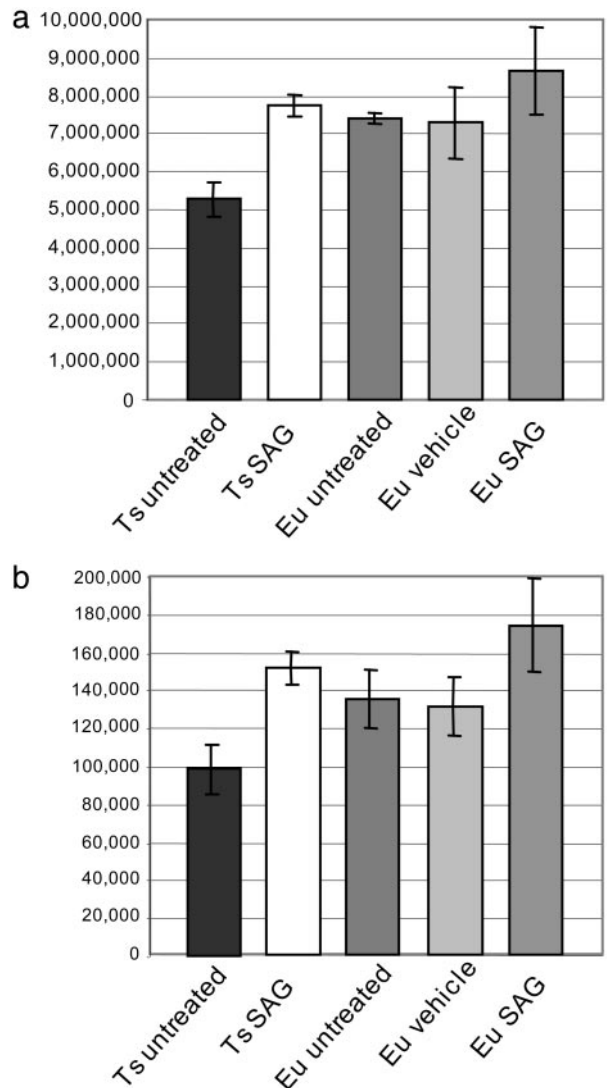 a
10,000,000
9,000,000
8,000,000
7,000,000
6,000,000
5,000,000
4,000,000
3,000,000
2,000,000
1,000,000
0
Ts untreated
Ts SAG
Eu untreated
Eu vehicle
Eu SAG
b
200,000
180,000
160,000
140,000
120,000
100,000
80,000
60,000
40,000
20,000
0
Ts untreated
Ts SAG
Eu untreated
Eu vehicle
Eu SAG